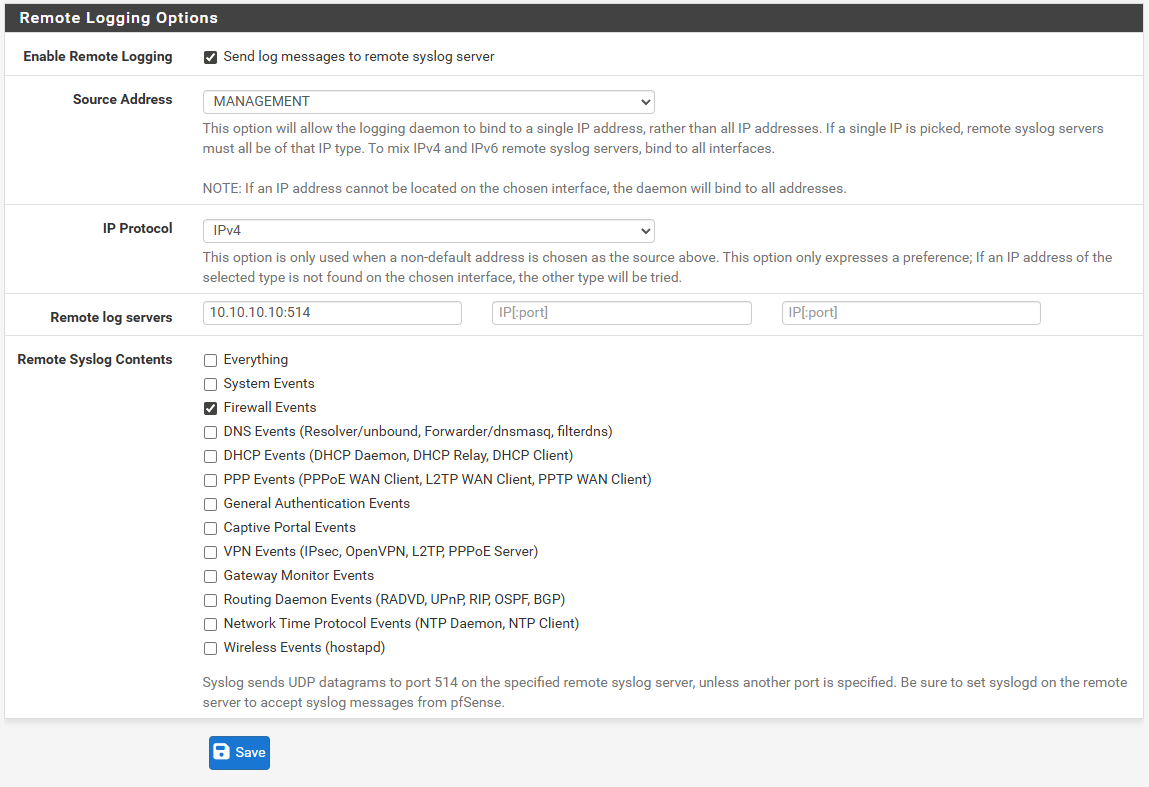 Remote Logging Options
Enable Remote Logging
Send log messages to remote syslog server
Source Address
MANAGEMENT
This option will allow the logging daemon to bind to a single IP address, rather than all IP addresses. If a single IP is picked, remote syslog servers
must all be of that IP type. To mix IPv4 and IPv6 remote syslog servers, bind to all interfaces.
NOTE: If an IP address cannot be located on the chosen interface, the daemon will bind to all addresses.
IP Protocol
IPv4
This option is only used when a non-default address is chosen as the source above. This option only expresses a preference; If an IP address of the
selected type is not found on the chosen interface, the other type will be tried.
Remote log servers
10.10.10.10:514
IP[:port]
IP[:port]
Remote Syslog Contents
Everything
System Events
Firewall Events
DNS Events (Resolver/unbound, Forwarder/dnsmasq, filterdns)
DHCP Events (DHCP Daemon, DHCP Relay, DHCP Client)
PPP Events (PPPoE WAN Client, L2TP WAN Client, PPTP WAN Client)
General Authentication Events
Captive Portal Events
VPN Events (IPsec, OpenVPN, L2TP, PPPoE Server)
Gateway Monitor Events
Routing Daemon Events (RADVD, UPnP, RIP, OSPF, BGP)
Network Time Protocol Events (NTP Daemon, NTP Client)
Wireless Events (hostapd)
Syslog sends UDP datagrams to port 514 on the specified remote syslog server, unless another port is specified. Be sure to set syslogd on the remote
server to accept syslog messages from pfSense.
Save